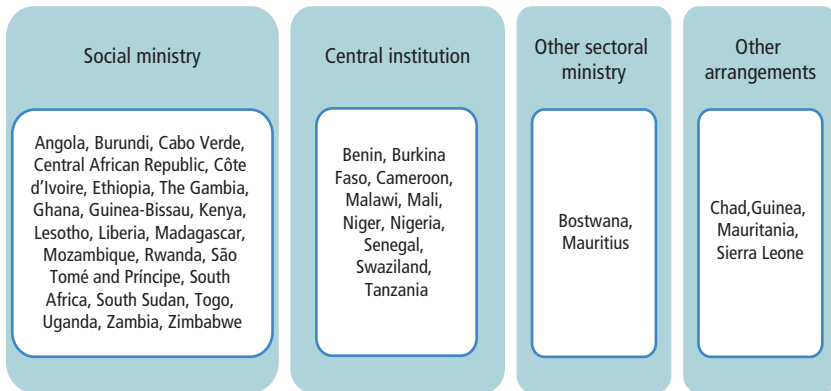 Social ministry
Angola, Burundi, Cabo Verde,
Central African Republic, Côte
d'Ivoire, Ethiopia, The Gambia,
Ghana, Guinea-Bissau, Kenya,
Lesotho, Liberia, Madagascar,
Mozambique, Rwanda, São
Tomé and Príncipe, South
Africa, South Sudan, Togo,
Uganda, Zambia, Zimbabwe
Central institution
Benin, Burkina
Faso, Cameroon,
Malawi, Mali,
Niger, Nigeria,
Senegal,
Swaziland,
Tanzania
Other sectoral
ministry
Bostwana,
Mauritius
Other
arrangements
Chad,Guinea,
Mauritania,
Sierra Leone